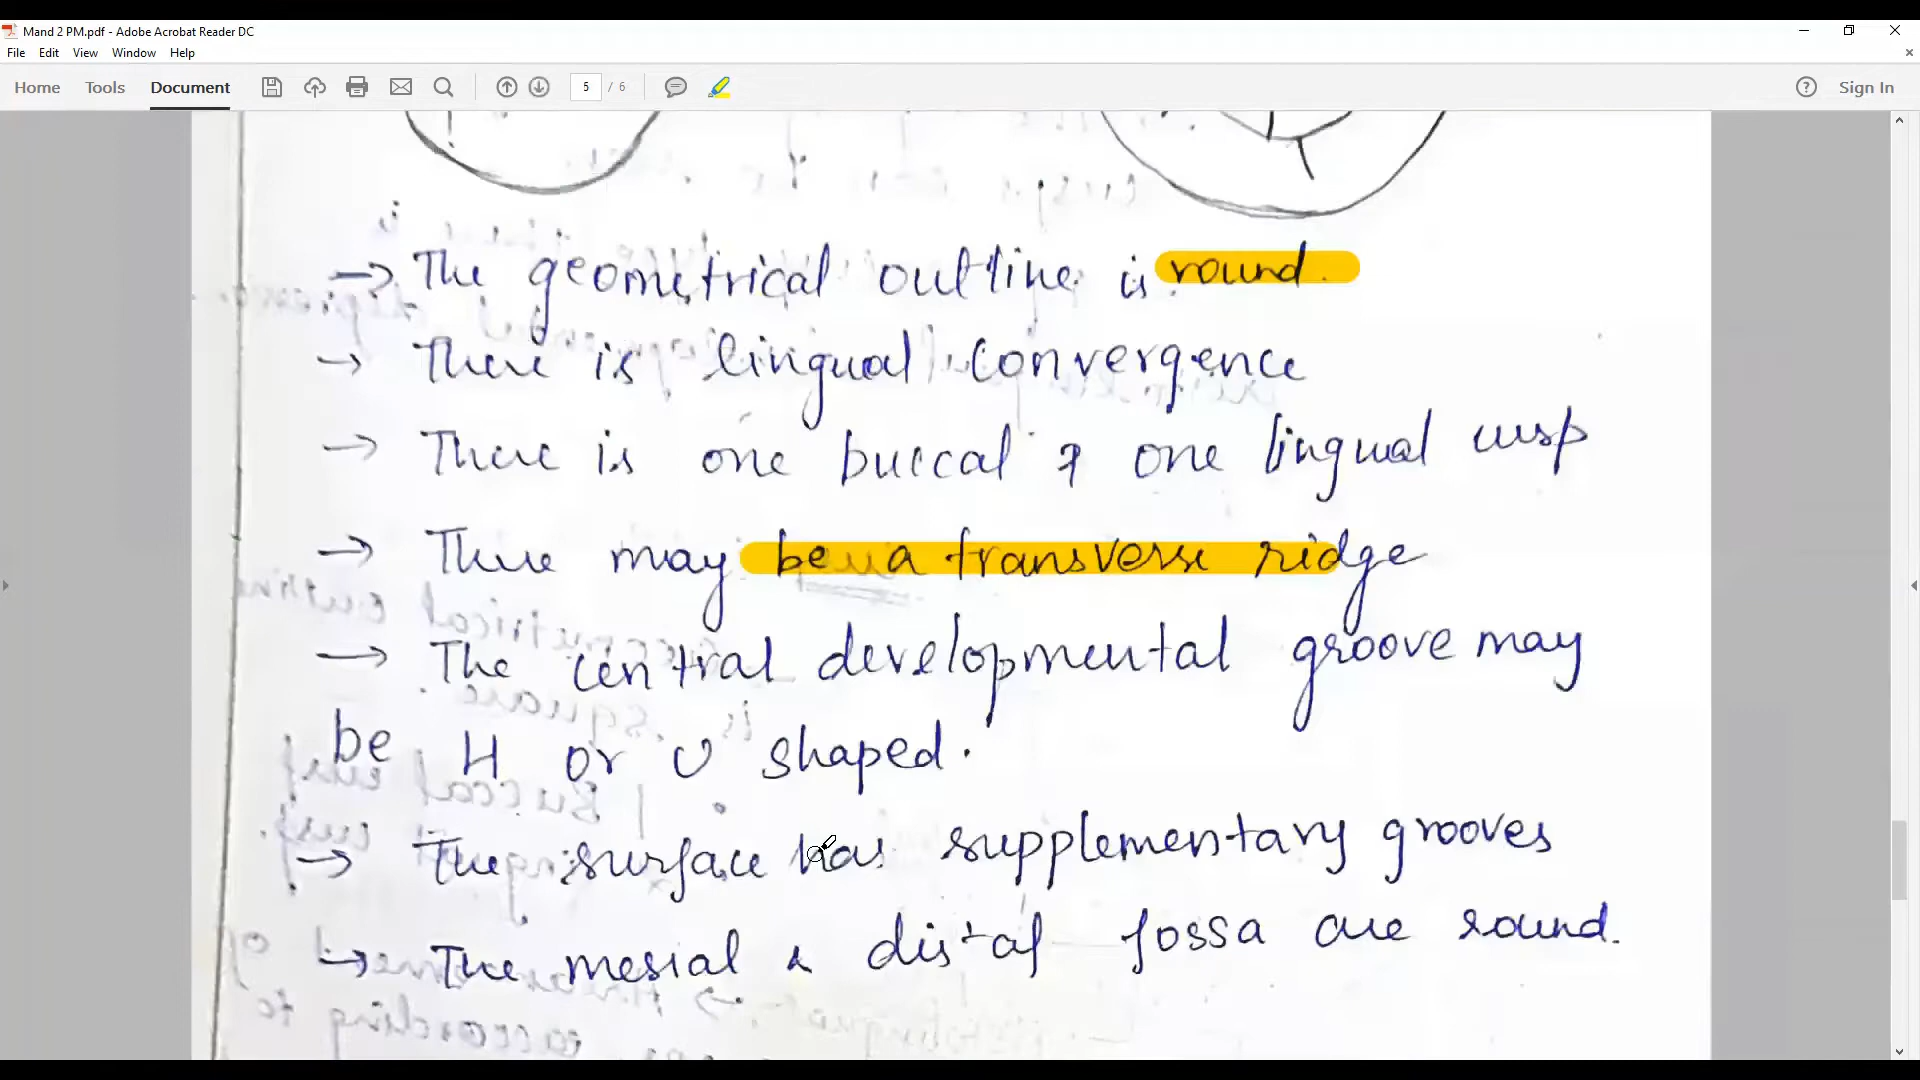 Mand 2 PM.pdf - Adobe Acrobat Reader DC
File Edit View Window Help
Home Tools Document 5 / 6 Sign In
→ The geometrical outline is round.
→ There is lingual convergence
→ There is one buccal & one lingual cusp
→ There may be a transverse ridge
→ The central developmental groove may
be H or U shaped.
→ The surface has supplementary grooves
→ The mesial & distal fossa are round.